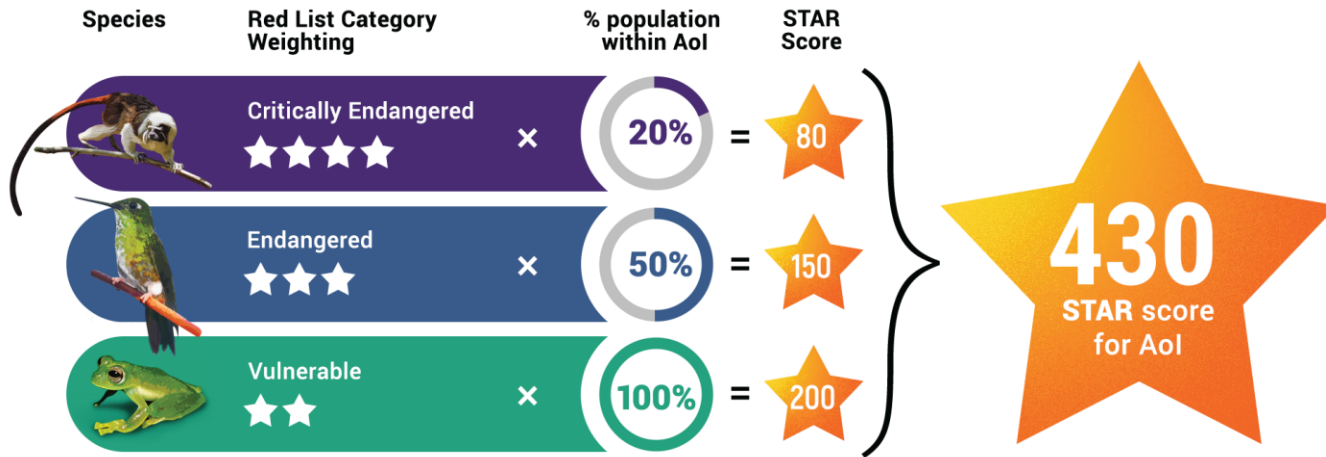 Species
Red List Category
Weighting
% population
within AoI
STAR
Score
Critically Endangered
× 20% = 80
Endangered
× 50% = 150
Vulnerable
× 100% = 200
430
STAR score
for AoI